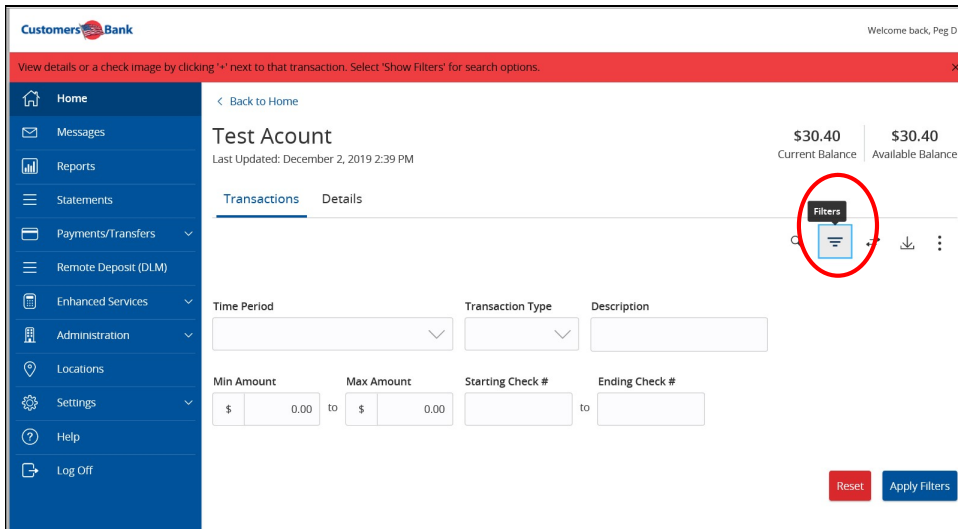 Customers Bank
Welcome back, Peg D
View details or a check image by clicking '+' next to that transaction. Select 'Show Filters' for search options.
Home
Messages
Reports
Statements
Payments/Transfers
Remote Deposit (DLM)
Enhanced Services
Administration
Locations
Settings
Help
Log Off
Back to Home
Test Acount
Last Updated: December 2, 2019 2:39 PM
$30.40
Current Balance
$30.40
Available Balance
Transactions
Details
Filters
Time Period
Transaction Type
Description
Min Amount
Max Amount
Starting Check #
Ending Check #
$ 0.00 to $ 0.00
to
Reset
Apply Filters